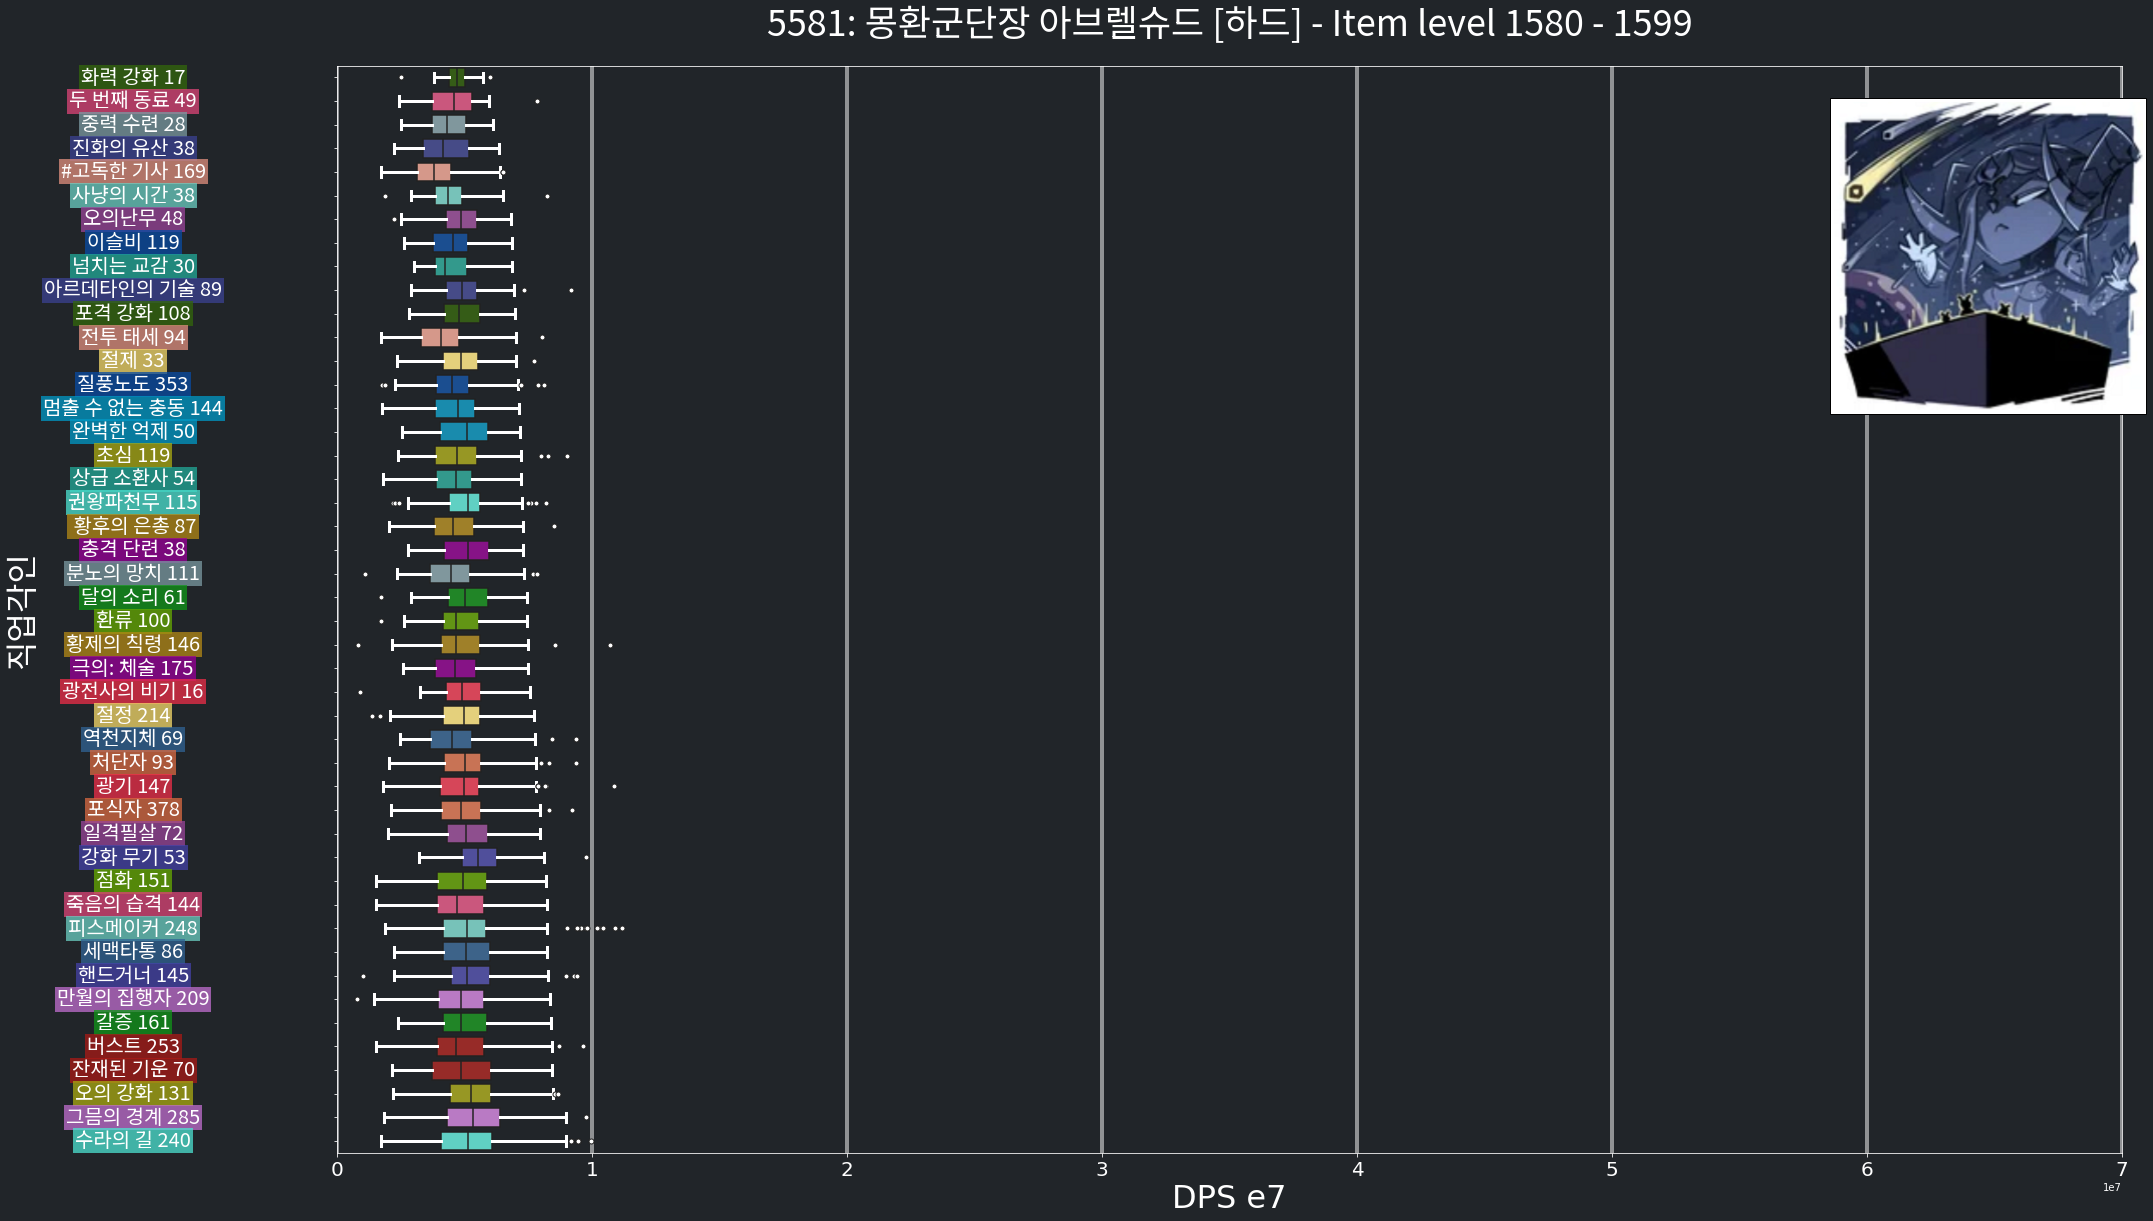 5581: 몽환군단장 아브렐슈드 [하드] - Item level 1580 - 1599
직업각인
화력 강화 17
두 번째 동료 49
중력 수련 28
진화의 유산 38
#고독한 기사 169
사냥의 시간 38
오의난무 48
이슬비 119
넘치는 교감 30
아르데타인의 기술 89
포격 강화 108
전투 태세 94
절제 33
질풍노도 353
멈출 수 없는 충동 144
완벽한 억제 50
초심 119
상급 소환사 54
권왕파천무 115
황후의 은총 87
충격 단련 38
분노의 망치 111
달의 소리 61
환류 100
황제의 칙령 146
극의: 체술 175
광전사의 비기 16
절정 214
역천지체 69
처단자 93
광기 147
포식자 378
일격필살 72
강화 무기 53
점화 151
죽음의 습격 144
피스메이커 248
세맥타통 86
핸드거너 145
만월의 집행자 209
갈증 161
버스트 253
잔재된 기운 70
오의 강화 131
그믐의 경계 285
수라의 길 240
0 1 2 3 4 5 6 7
1e7
DPS e7